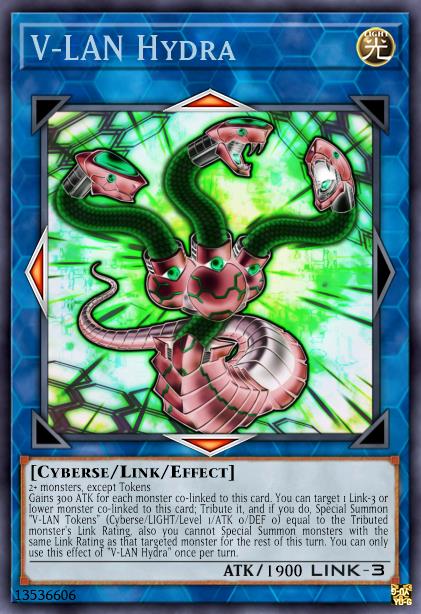 V-LAN Hydra
LIGHT
光
[Cyberse/Link/Effect]
2+ monsters, except Tokens
Gains 300 ATK for each monster co-linked to this card. You can target 1 Link-3 or
lower monster co-linked to this card; Tribute it, and if you do, Special Summon
"V-LAN Tokens" (Cyberse/LIGHT/Level 1/ATK 0/DEF 0) equal to the Tributed
monster's Link Rating, also you cannot Special Summon monsters with the
same Link Rating as that targeted monster for the rest of this turn. You can only
use this effect of "V-LAN Hydra" once per turn.
ATK/1900 LINK-3
13536606